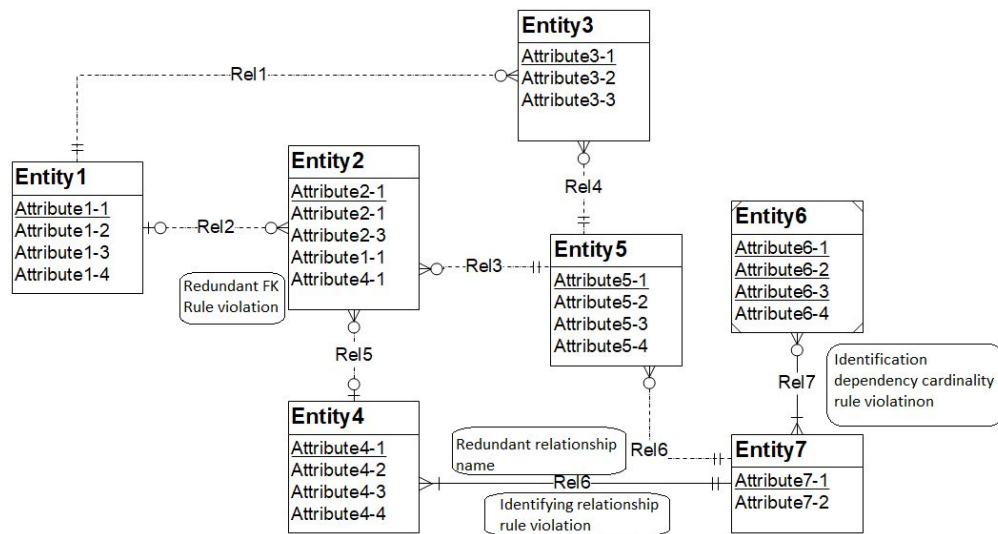 Entity3
Attribute3-1
Attribute3-2
Attribute3-3
Rel1
Entity1
Attribute1-1
Attribute1-2
Attribute1-3
Attribute1-4
Rel2
Entity2
Attribute2-1
Attribute2-1
Attribute2-3
Attribute1-1
Attribute4-1
Rel4
Redundant FK
Rule violation
Rel3
Entity5
Attribute5-1
Attribute5-2
Attribute5-3
Attribute5-4
Entity6
Attribute6-1
Attribute6-2
Attribute6-3
Attribute6-4
Rel5
Rel7
Identification
dependency cardinality
rule violatinon
Entity4
Attribute4-1
Attribute4-2
Attribute4-3
Attribute4-4
Redundant relationship
name
Rel6
Rel6
Identifying relationship
rule violation
Entity7
Attribute7-1
Attribute7-2